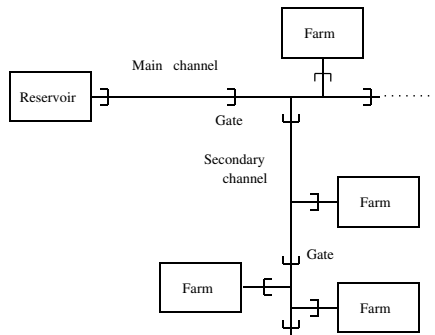 Farm
Main channel
Reservoir
Gate
Secondary
channel
Farm
Gate
Farm
Farm